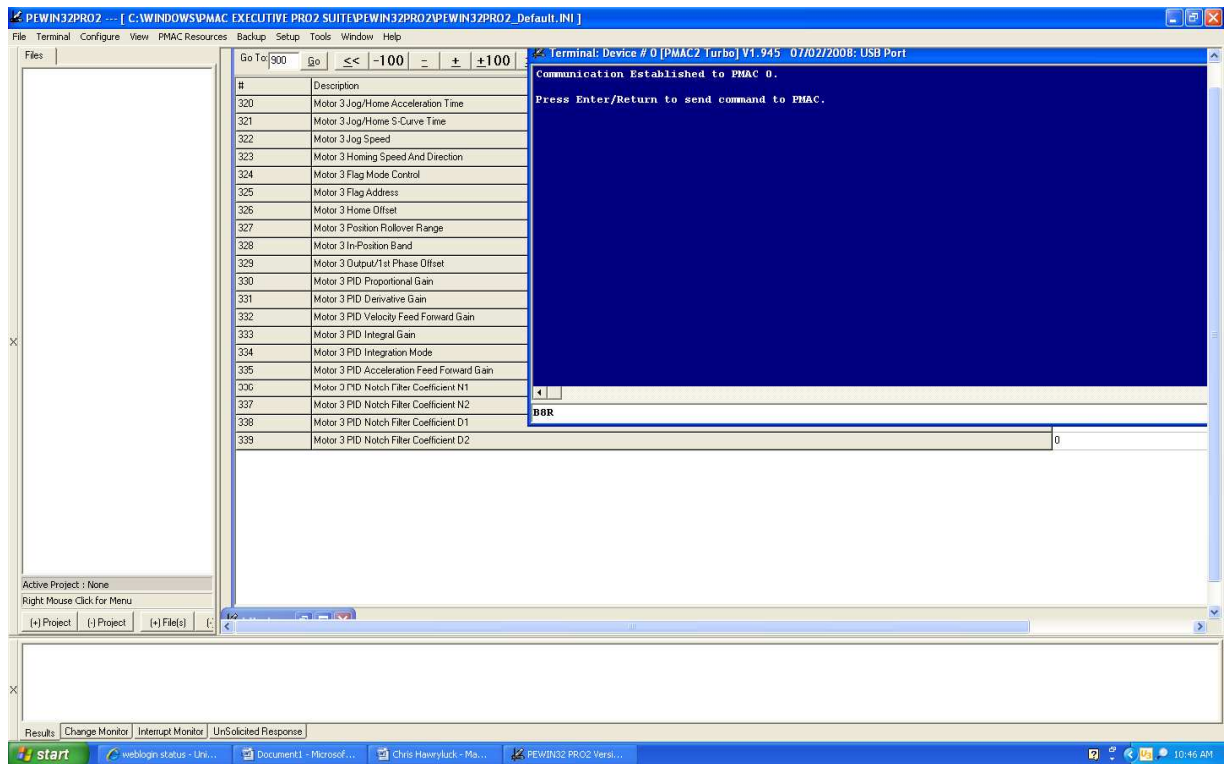 PEWIN32PRO2 --- [ C:\WINDOWS\PMAC EXECUTIVE PRO2 SUITE\PEWIN32PRO2\PEWIN32PRO2_Default.INI ]
File Terminal Configure View PMAC Resources Backup Setup Tools Window Help
Files
Go To: 900 Go << -100 - + +100
Terminal: Device # 0 [PMAC2 Turbo] V1.945 07/02/2008: USB Port
Communication Established to PMAC 0.
Press Enter/Return to send command to PMAC.
# Description
320 Motor 3 Jog/Home Acceleration Time
321 Motor 3 Jog/Home S-Curve Time
322 Motor 3 Jog Speed
323 Motor 3 Homing Speed And Direction
324 Motor 3 Flag Mode Control
325 Motor 3 Flag Address
326 Motor 3 Home Offset
327 Motor 3 Position Rollover Range
328 Motor 3 In-Position Band
329 Motor 3 Output/1st Phase Offset
330 Motor 3 PID Proportional Gain
331 Motor 3 PID Derivative Gain
332 Motor 3 PID Velocity Feed Forward Gain
333 Motor 3 PID Integral Gain
334 Motor 3 PID Integration Mode
335 Motor 3 PID Acceleration Feed Forward Gain
336 Motor 3 PID Notch Filter Coefficient N1
337 Motor 3 PID Notch Filter Coefficient N2
338 Motor 3 PID Notch Filter Coefficient D1
339 Motor 3 PID Notch Filter Coefficient D2 0
B8R
Active Project : None
Right Mouse Click for Menu
(+) Project (-) Project (+) File(s) (-
Results Change Monitor Interrupt Monitor UnSolicited Response
start weblogin status - Uni... Document1 - Microsof... Chris Hawryluck - Ma... PEWIN32 PRO2 Versi... 10:46 AM